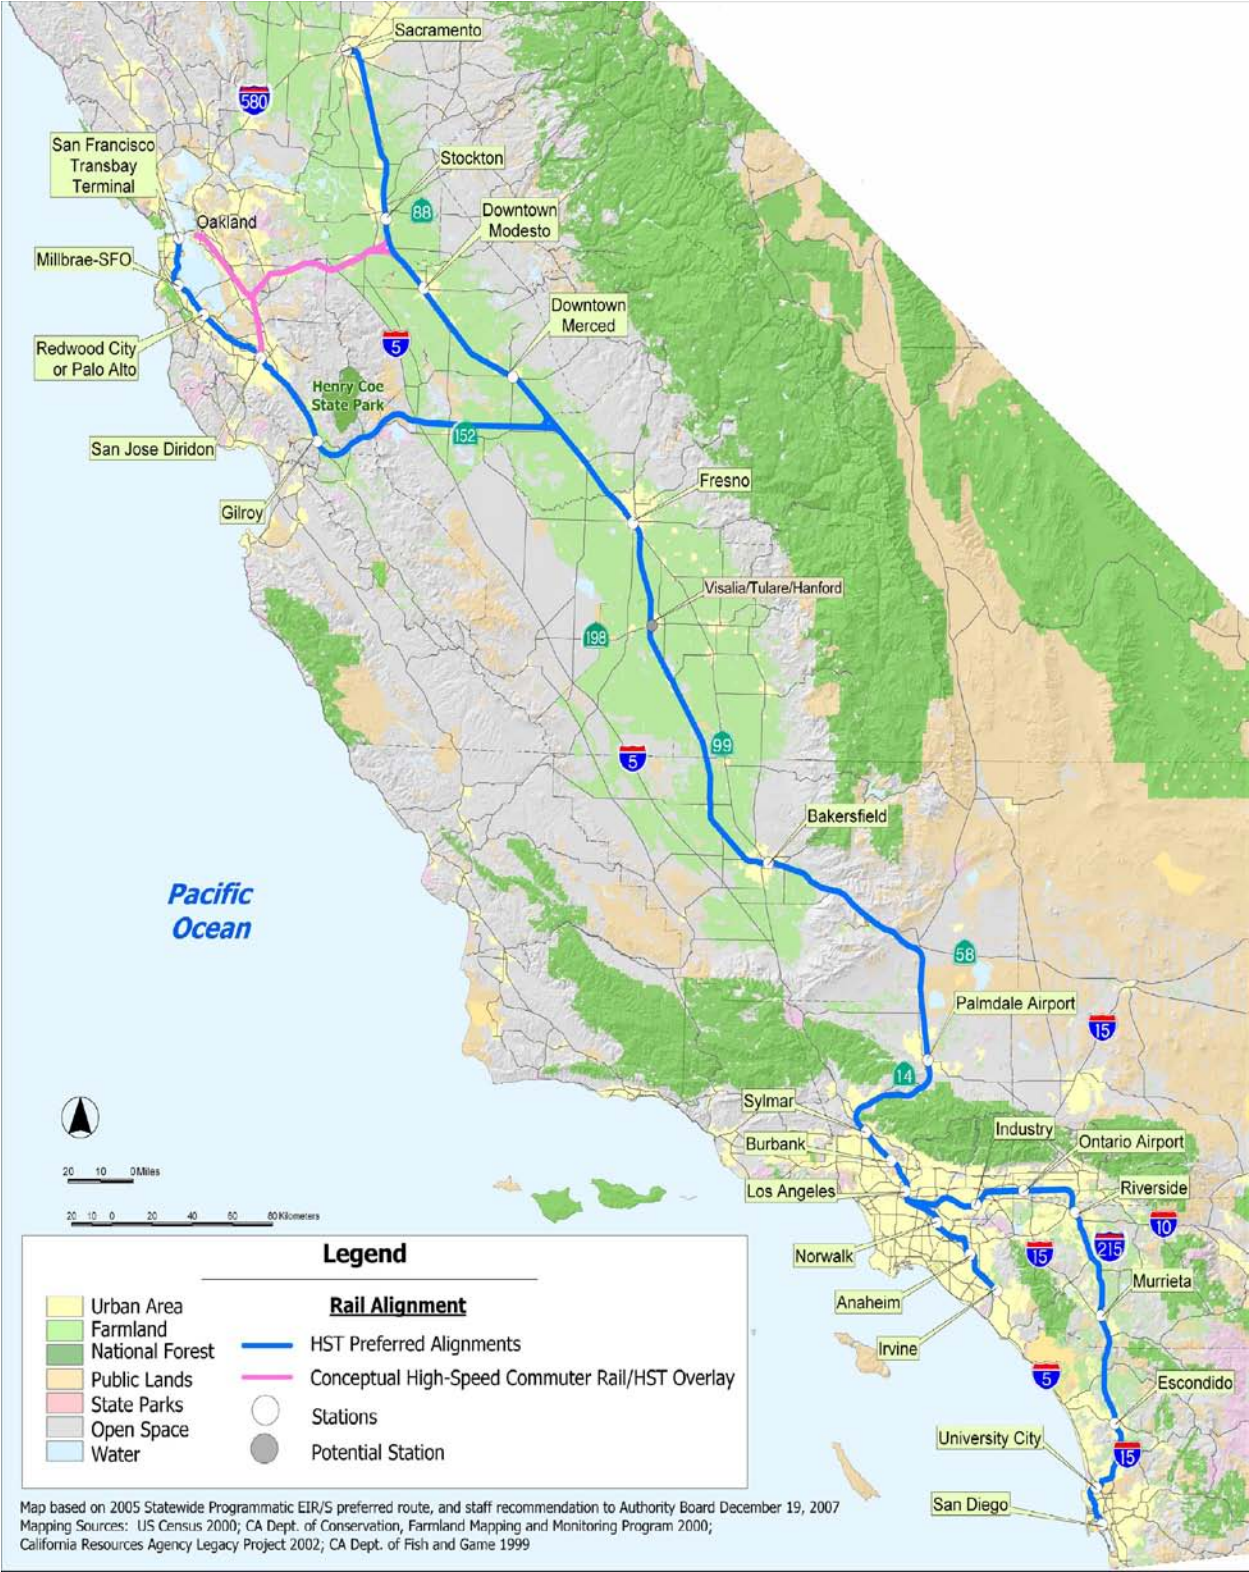 Sacramento
580
San Francisco
Transbay
Terminal
Stockton
88
Downtown
Modesto
Oakland
Millbrae-SFO
Downtown
Merced
5
Redwood City
or Palo Alto
Henry Coe
State Park
152
San Jose Diridon
Fresno
Gilroy
Visalia/Tulare/Hanford
198
99
5
Bakersfield
Pacific
Ocean
58
Palmdale Airport
15
14
Sylmar
Industry
Burbank
Ontario Airport
Los Angeles
Riverside
10
Norwalk
15
215
Murrieta
Anaheim
Irvine
5
Escondido
University City
15
San Diego
20 10 0 Miles
20 10 0 20 40 60 80 Kilometers
Legend
Urban Area
Farmland
National Forest
Public Lands
State Parks
Open Space
Water
Rail Alignment
HST Preferred Alignments
Conceptual High-Speed Commuter Rail/HST Overlay
Stations
Potential Station
Map based on 2005 Statewide Programmatic EIR/S preferred route, and staff recommendation to Authority Board December 19, 2007
Mapping Sources: US Census 2000; CA Dept. of Conservation, Farmland Mapping and Monitoring Program 2000;
California Resources Agency Legacy Project 2002; CA Dept. of Fish and Game 1999